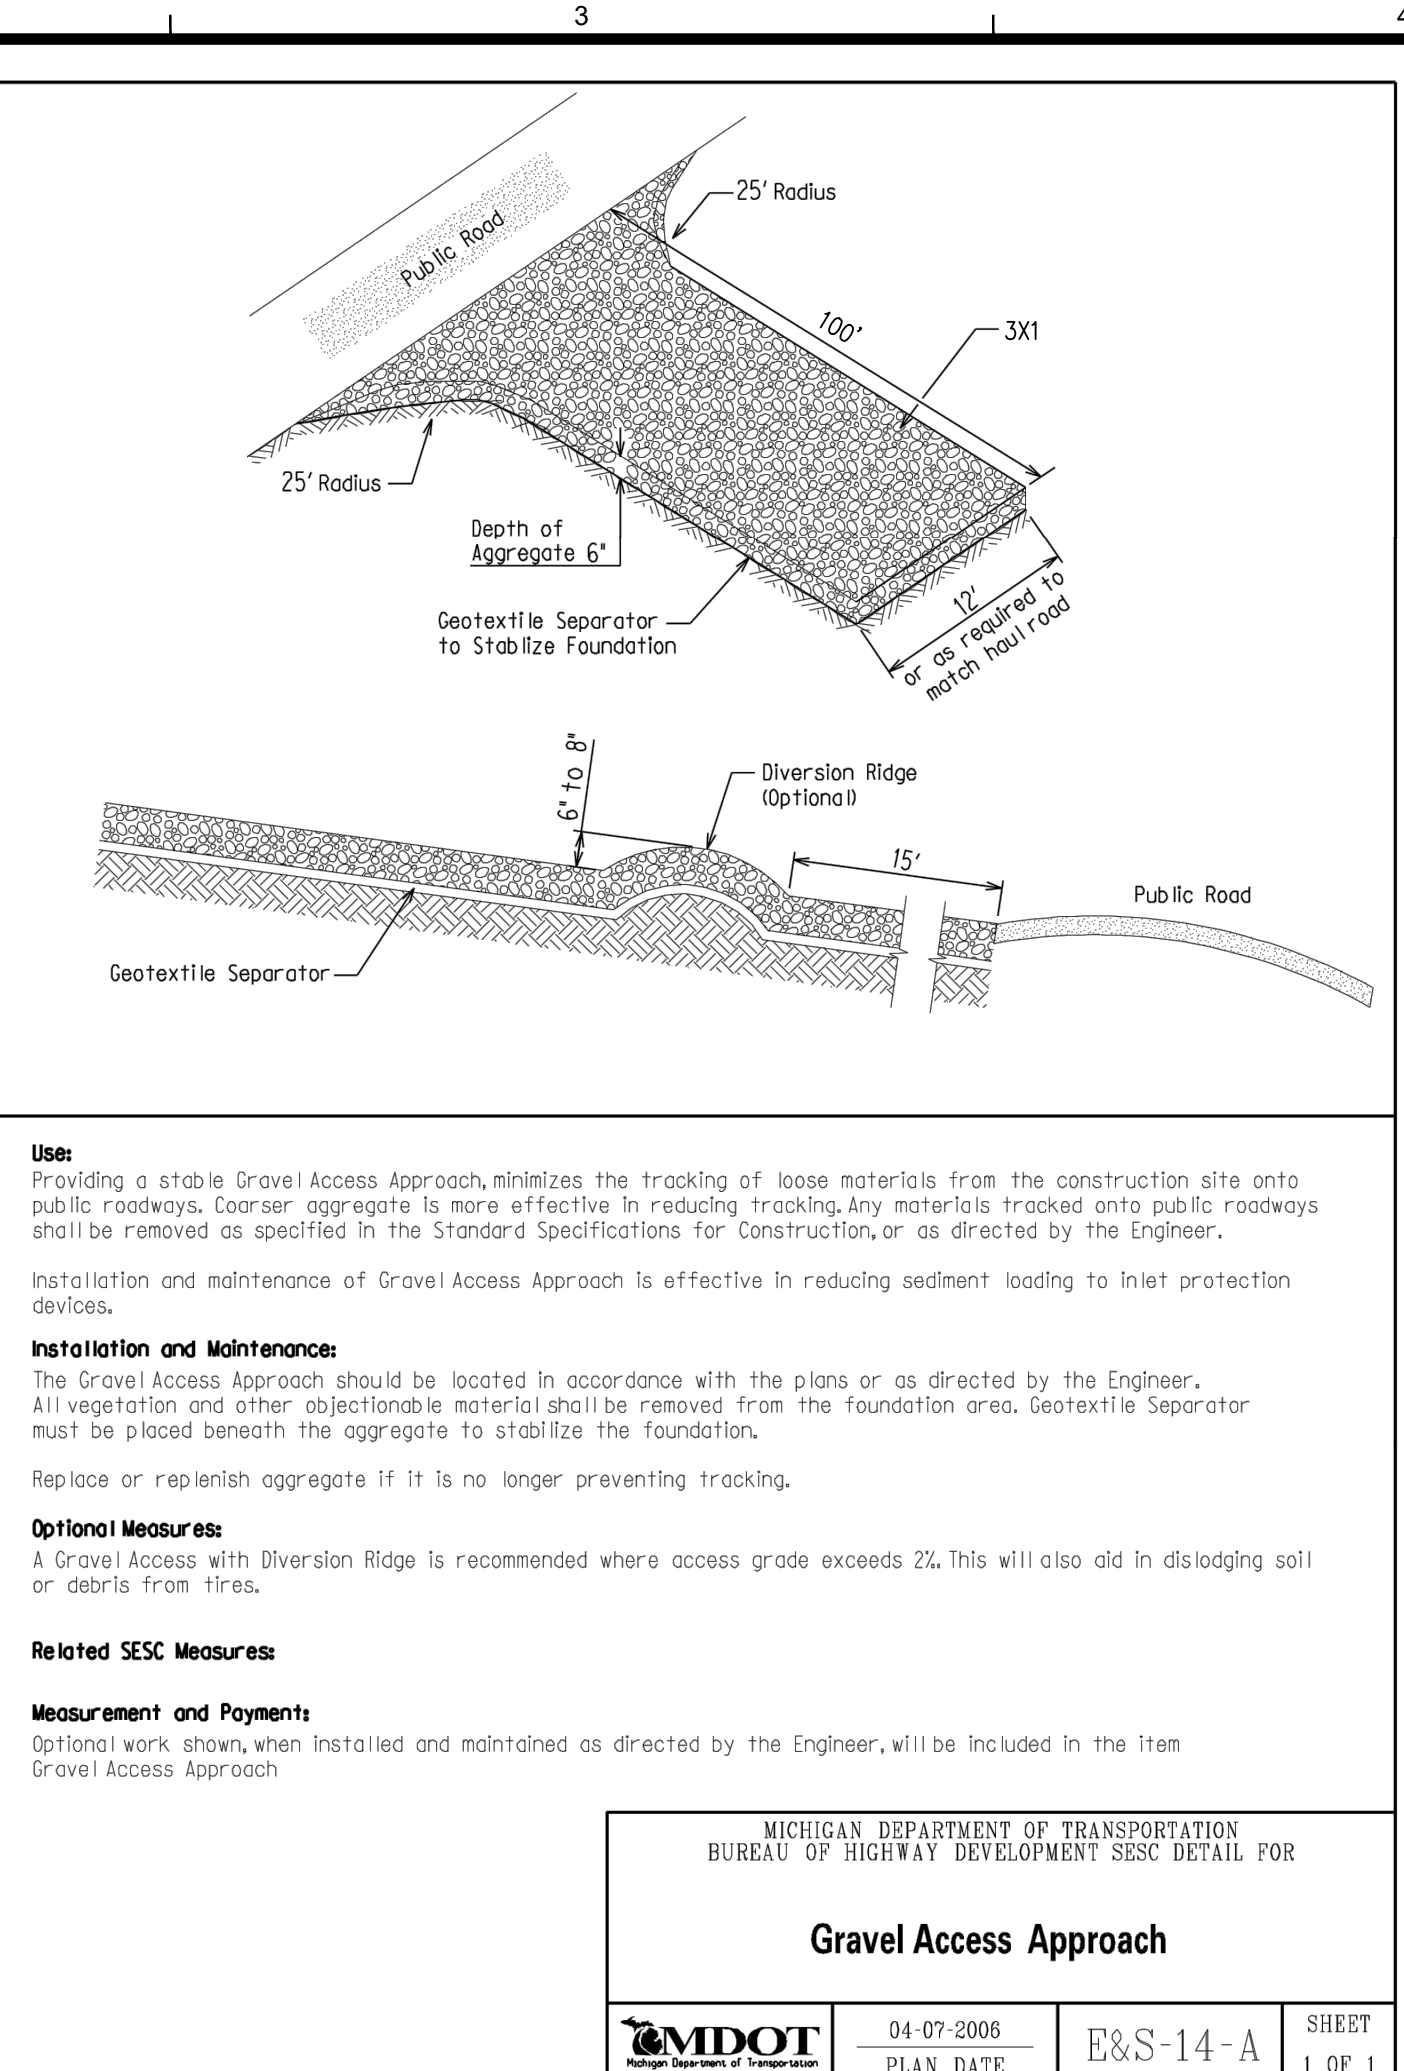 3
4
25' Radius
Public Road
100'
3X1
25' Radius
Depth of
Aggregate 6"
Geotextile Separator
to Stablize Foundation
12'
or as required to
match haul road
6" to 8"
Diversion Ridge
(Optional)
15'
Public Road
Geotextile Separator
Use:
Providing a stable Gravel Access Approach, minimizes the tracking of loose materials from the construction site onto
public roadways. Coarser aggregate is more effective in reducing tracking. Any materials tracked onto public roadways
shall be removed as specified in the Standard Specifications for Construction, or as directed by the Engineer.
Installation and maintenance of Gravel Access Approach is effective in reducing sediment loading to inlet protection
devices.
Installation and Maintenance:
The Gravel Access Approach should be located in accordance with the plans or as directed by the Engineer.
All vegetation and other objectionable material shall be removed from the foundation area. Geotextile Separator
must be placed beneath the aggregate to stabilize the foundation.
Replace or replenish aggregate if it is no longer preventing tracking.
Optional Measures:
A Gravel Access with Diversion Ridge is recommended where access grade exceeds 2%. This will also aid in dislodging soil
or debris from tires.
Related SESC Measures:
Measurement and Payment:
Optional work shown, when installed and maintained as directed by the Engineer, will be included in the item
Gravel Access Approach
MICHIGAN DEPARTMENT OF TRANSPORTATION
BUREAU OF HIGHWAY DEVELOPMENT SESC DETAIL FOR
Gravel Access Approach
MDOT
Michigan Department of Transportation
04-07-2006
PLAN DATE
E&S-14-A
SHEET
1 OF 1